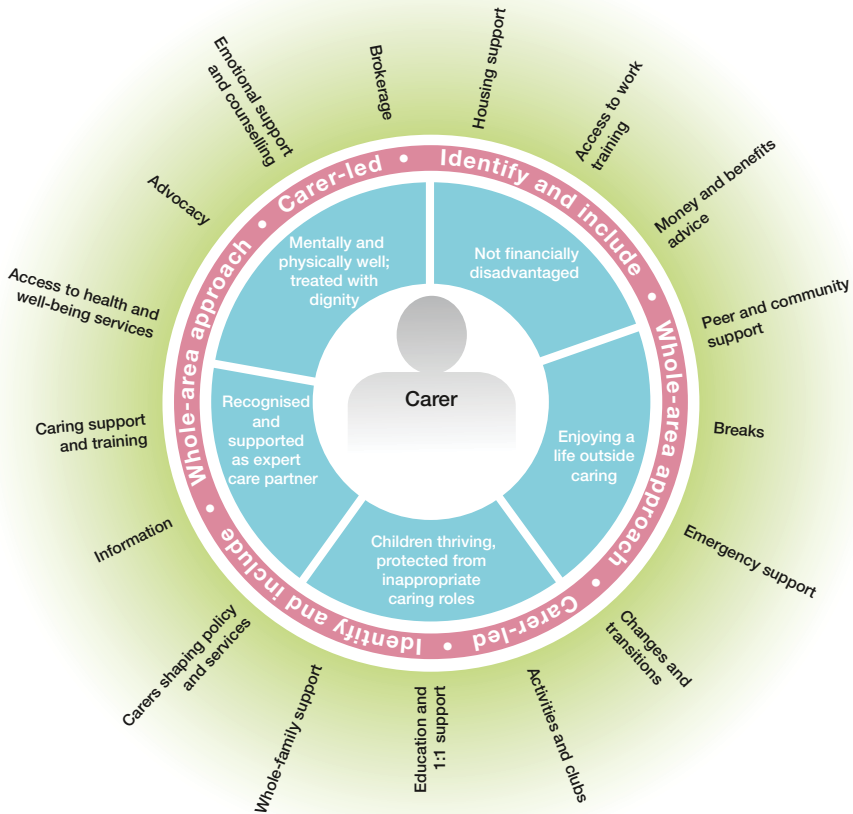 Housing support
Access to work
training
Money and benefits
advice
Peer and community
support
Breaks
Emergency support
Changes and
transitions
Activities and clubs
Education and
1:1 support
Whole-family support
Carers shaping policy
and services
Information
Caring support
and training
Access to health and
well-being services
Advocacy
Emotional support
and counselling
Brokerage
Identify and include • Whole-area approach • Carer-led • Identify and include • Whole-area approach • Carer-led •
Not financially
disadvantaged
Enjoying a
life outside
caring
Children thriving,
protected from
inappropriate
caring roles
Recognised
and
supported
as expert
care partner
Mentally and
physically well;
treated with
dignity
Carer